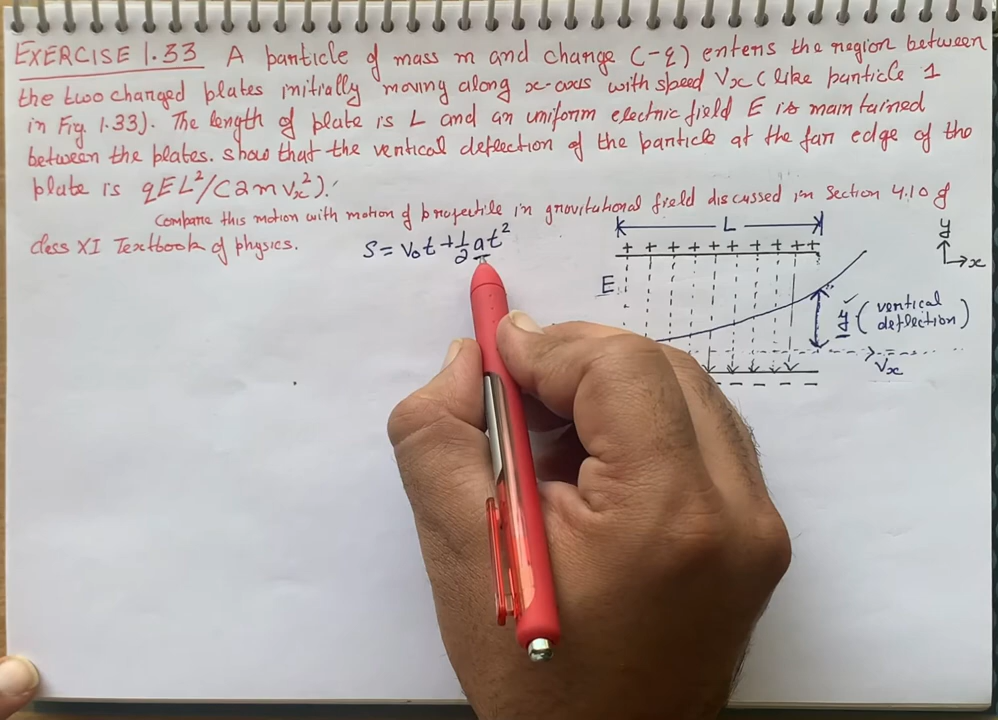 EXERCISE 1.33 A particle of mass m and charge (-q) enters the region between
the two charged plates initially moving along x-axis with speed Vx (like particle 1
in Fig. 1.33). The length of plate is L and an uniform electric field E is maintained
between the plates. show that the vertical deflection of the particle at the far edge of the
plate is qEL²/(2m Vx²).
Compare this motion with motion of projectile in gravitational field discussed in Section 4.10 of
class XI Textbook of physics.
S = V₀t + 1/2 at²
L
+ + + + + + + + + +
y
x
E
y (vertical
deflection)
Vx